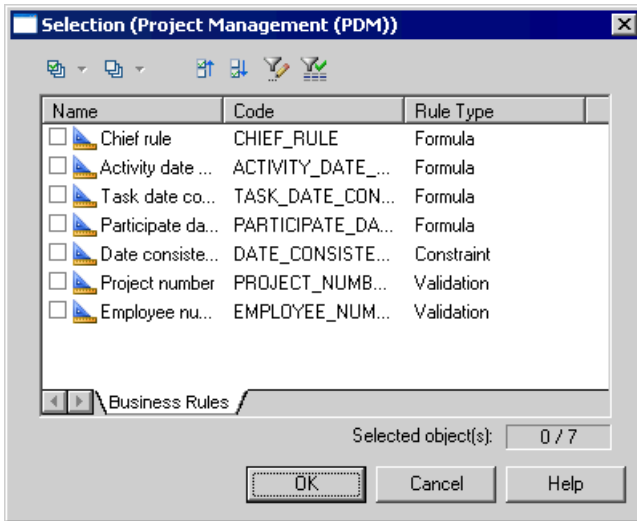 Selection (Project Management (PDM))
Name Code Rule Type
Chief rule CHIEF_RULE Formula
Activity date ... ACTIVITY_DATE_... Formula
Task date co... TASK_DATE_CON... Formula
Participate da... PARTICIPATE_DA... Formula
Date consiste... DATE_CONSISTE... Constraint
Project number PROJECT_NUMB... Validation
Employee nu... EMPLOYEE_NUM... Validation
Business Rules
Selected object(s): 0 / 7
OK Cancel Help